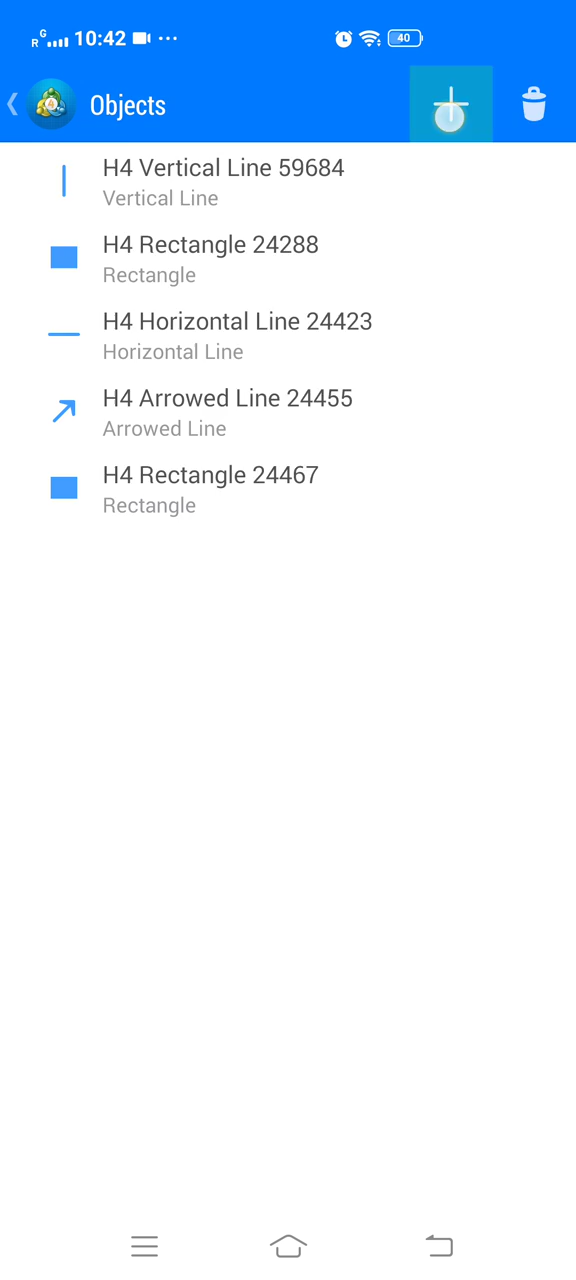 R G 10:42 ... 40
Objects
H4 Vertical Line 59684
Vertical Line
H4 Rectangle 24288
Rectangle
H4 Horizontal Line 24423
Horizontal Line
H4 Arrowed Line 24455
Arrowed Line
H4 Rectangle 24467
Rectangle